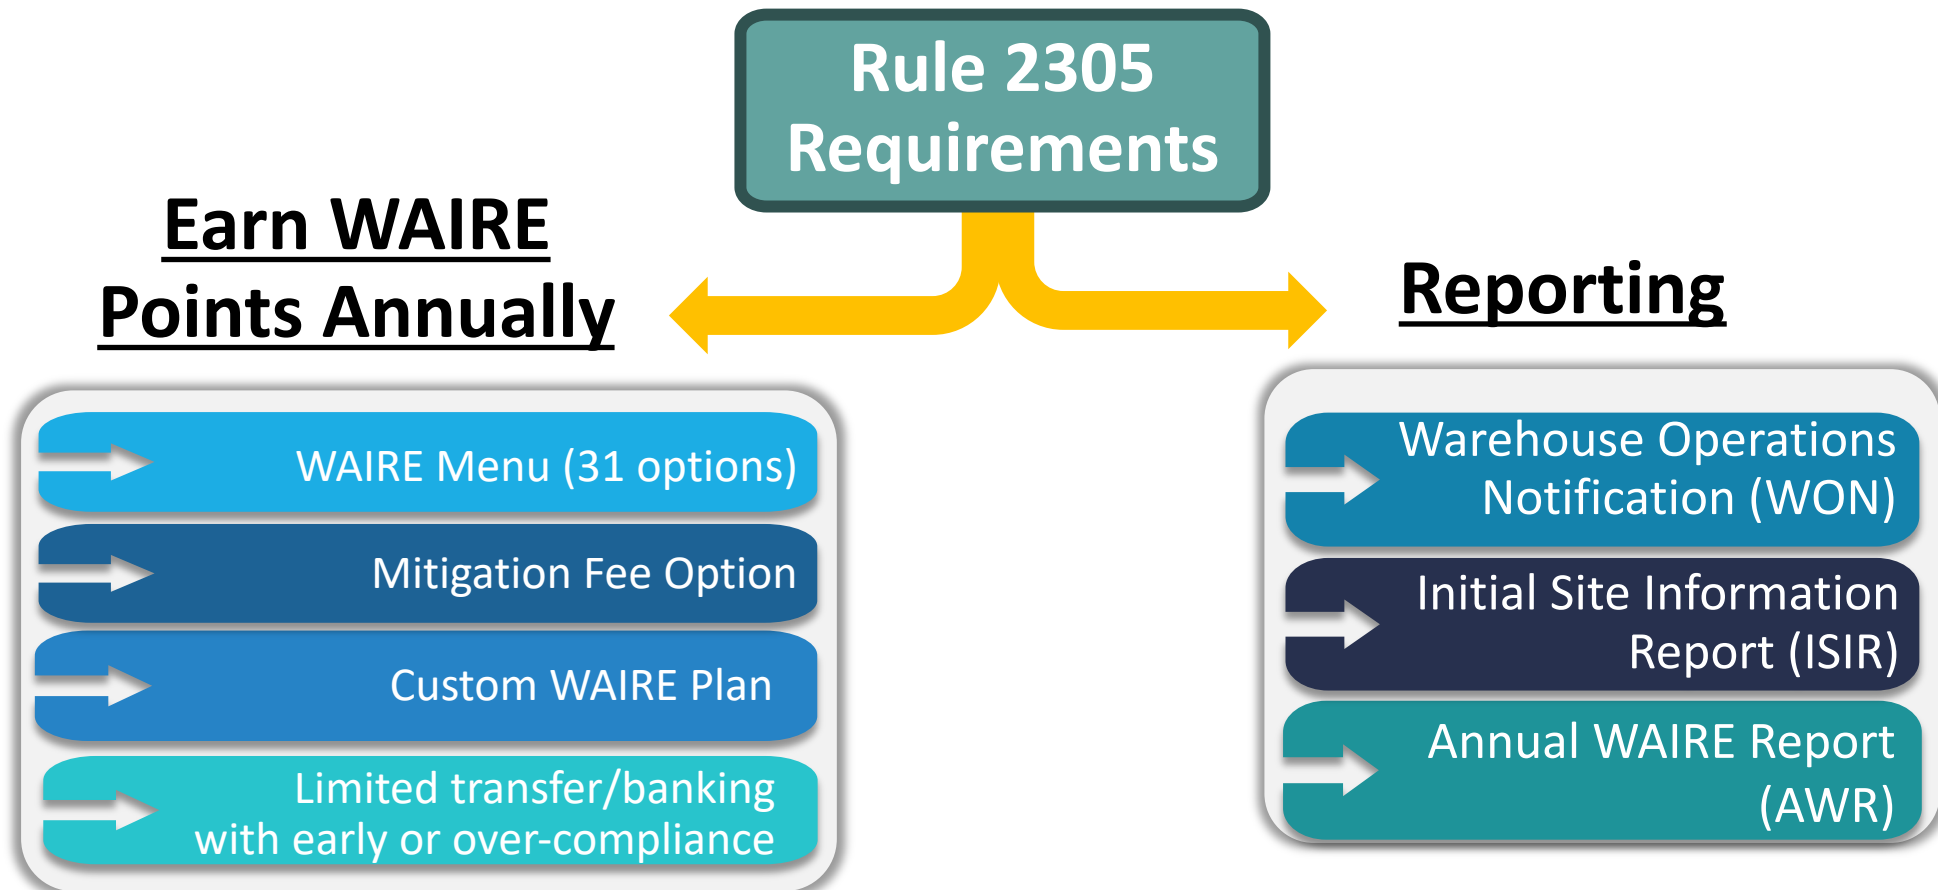 Rule 2305
Requirements
Earn WAIRE
Points Annually
WAIRE Menu (31 options)
Mitigation Fee Option
Custom WAIRE Plan
Limited transfer/banking
with early or over-compliance
Reporting
Warehouse Operations
Notification (WON)
Initial Site Information
Report (ISIR)
Annual WAIRE Report
(AWR)